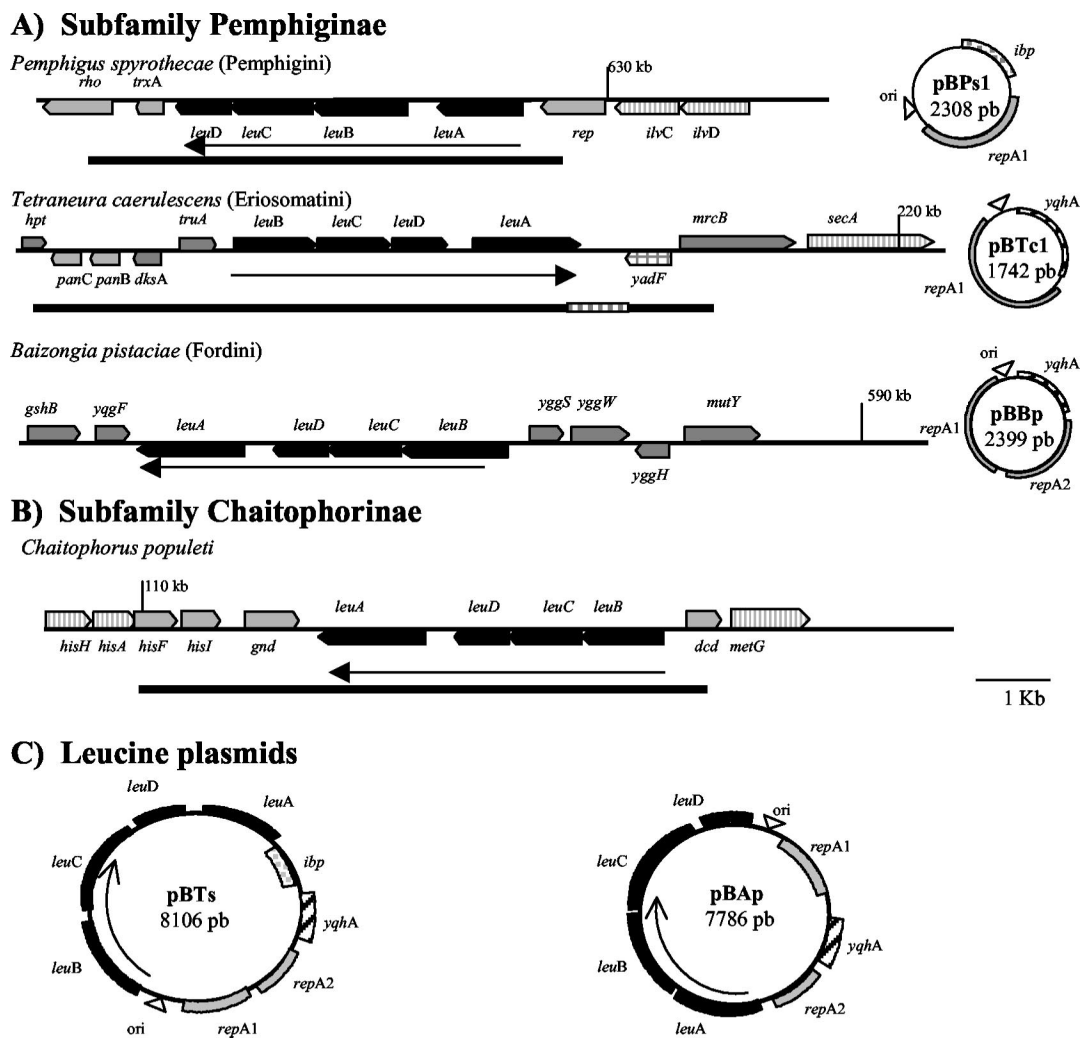 A) Subfamily Pemphiginae
Pemphigus spyrothecae (Pemphigini)
rho trxA 630 kb
leuD leuC leuB leuA rep ilvC ilvD
ibp
pBPs1
2308 pb
ori
repA1
Tetraneura caerulescens (Eriosomatini)
hpt truA leuB leuC leuD leuA mrcB secA 220 kb
panC panB dksA yadF
yqhA
pBTc1
1742 pb
repA1
Baizongia pistaciae (Fordini)
gshB yqgF leuA leuD leuC leuB yggS yggW mutY 590 kb
yggH
ori
yqhA
pBBp
2399 pb
repA1
repA2
B) Subfamily Chaitophorinae
Chaitophorus populeti
110 kb
leuA leuD leuC leuB
hisH hisA hisF hisI gnd dcd metG
1 Kb
C) Leucine plasmids
leuD
leuA
leuC
ibp
pBTs
8106 pb
yqhA
leuB
repA2
ori
repA1
leuD
ori
repA1
leuC
pBAp
7786 pb
yqhA
leuB
repA2
leuA